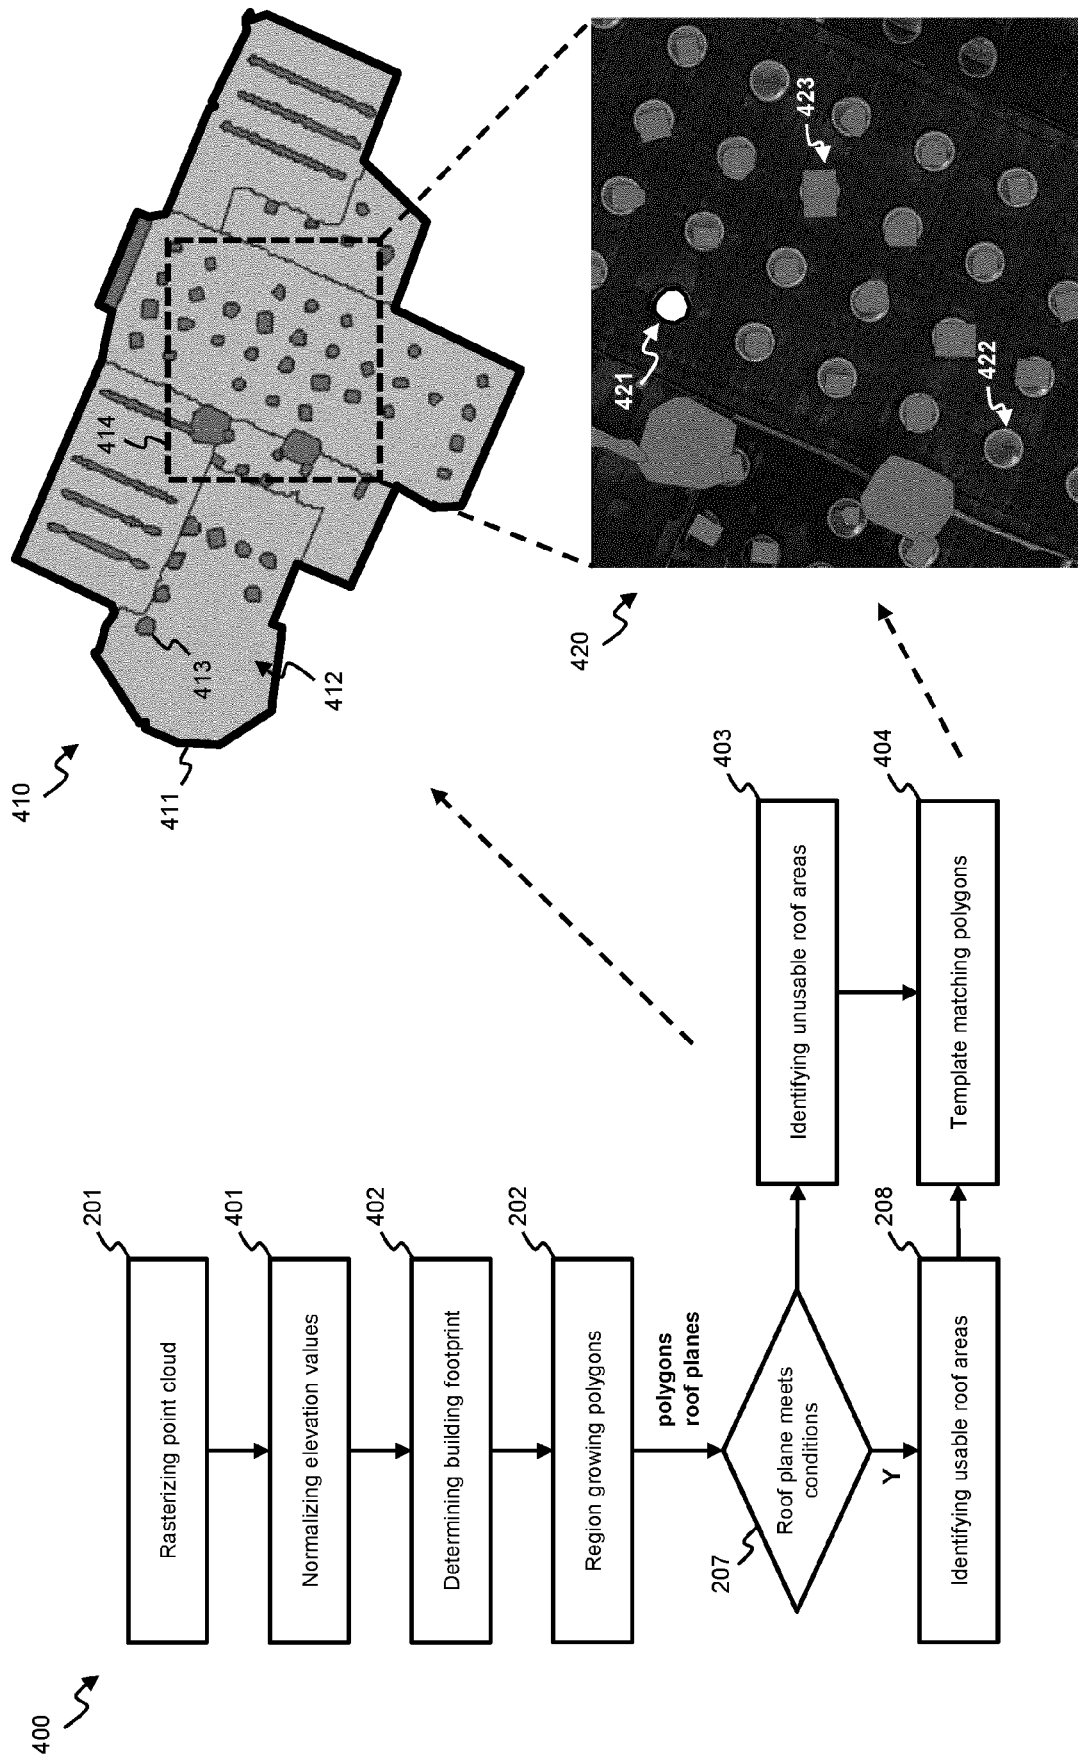 400
201
Rasterizing point cloud
401
Normalizing elevation values
402
Determining building footprint
202
Region growing polygons
polygons
roof planes
207
Roof plane meets
conditions
Y
208
Identifying usable roof areas
403
Identifying unusable roof areas
404
Template matching polygons
410
411
412
413
414
420
421
422
423